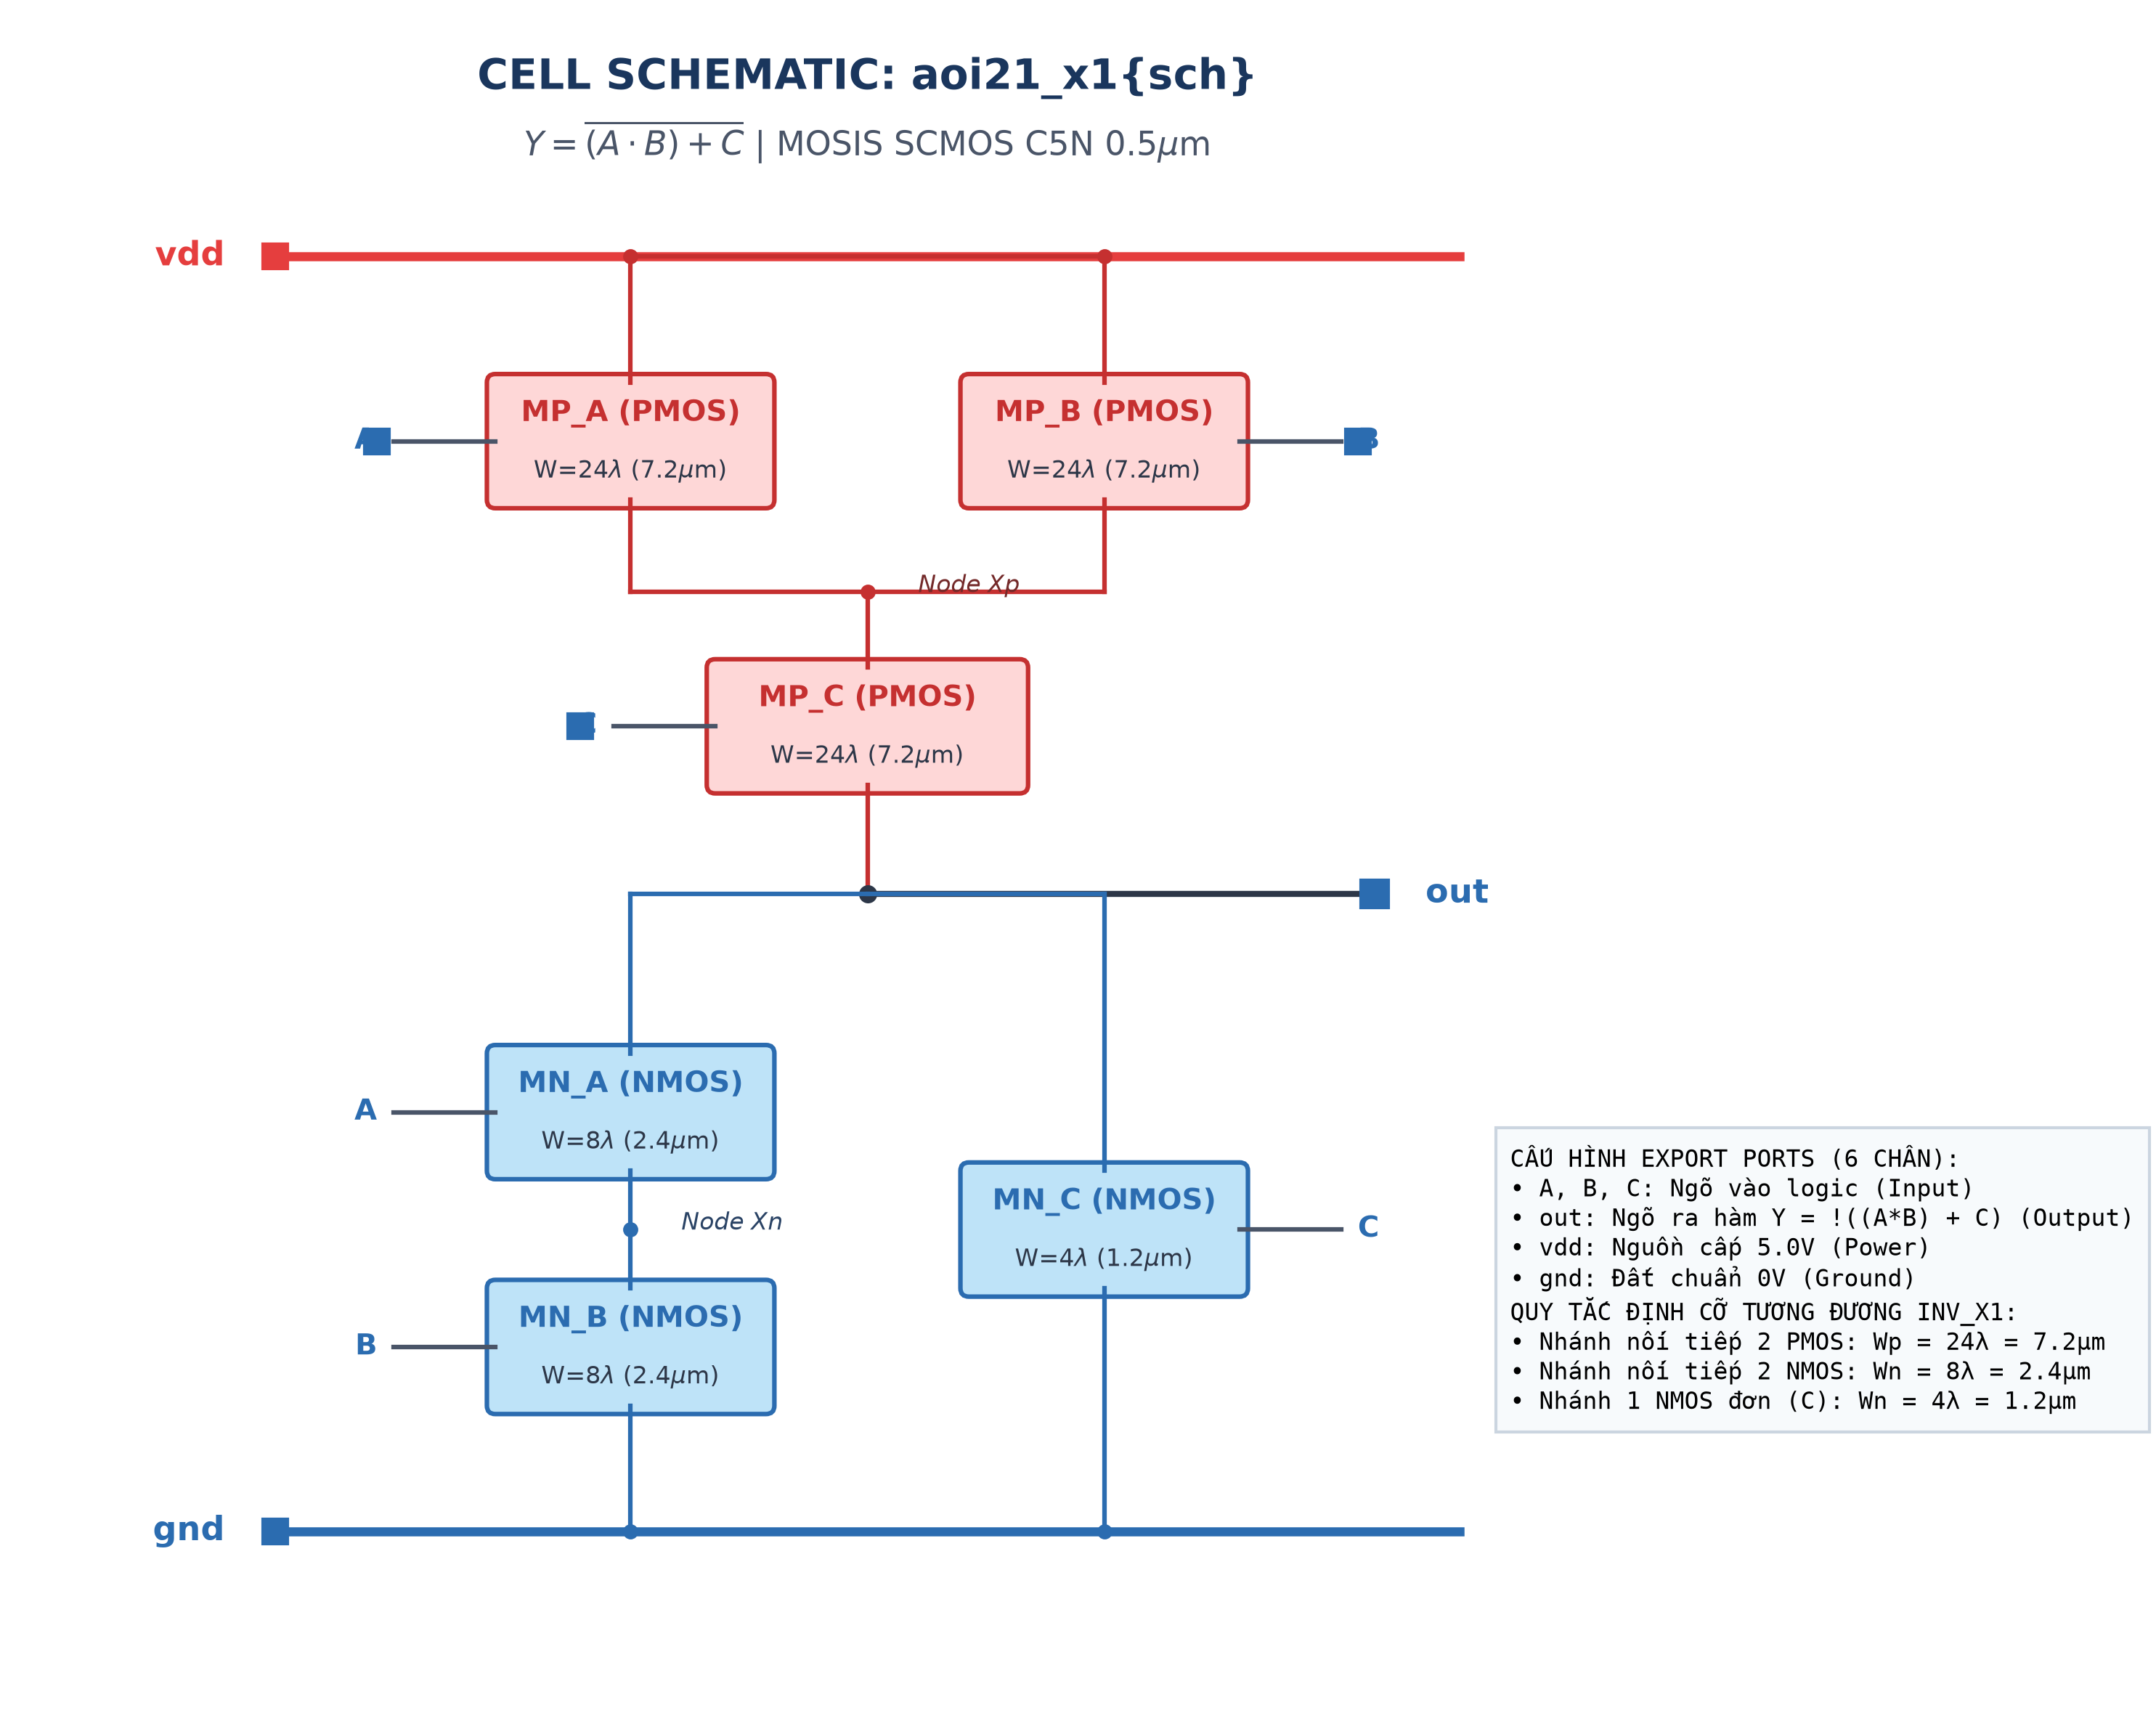 CELL SCHEMATIC: aoi21_x1{sch}
Y = \overline{(A · B) + C} | MOSIS SCMOS C5N 0.5μm
vdd
MP_A (PMOS)
W=24λ (7.2μm)
MP_B (PMOS)
W=24λ (7.2μm)
Node Xp
MP_C (PMOS)
W=24λ (7.2μm)
out
MN_A (NMOS)
A
W=8λ (2.4μm)
Node Xn
MN_C (NMOS)
C
W=4λ (1.2μm)
MN_B (NMOS)
B
W=8λ (2.4μm)
CẤU HÌNH EXPORT PORTS (6 CHÂN):
• A, B, C: Ngõ vào logic (Input)
• out: Ngõ ra hàm Y = !((A*B) + C) (Output)
• vdd: Nguồn cấp 5.0V (Power)
• gnd: Đất chuẩn 0V (Ground)
QUY TẮC ĐỊNH CỠ TƯƠNG ĐƯƠNG INV_X1:
• Nhánh nối tiếp 2 PMOS: Wp = 24λ = 7.2μm
• Nhánh nối tiếp 2 NMOS: Wn = 8λ = 2.4μm
• Nhánh 1 NMOS đơn (C): Wn = 4λ = 1.2μm
gnd